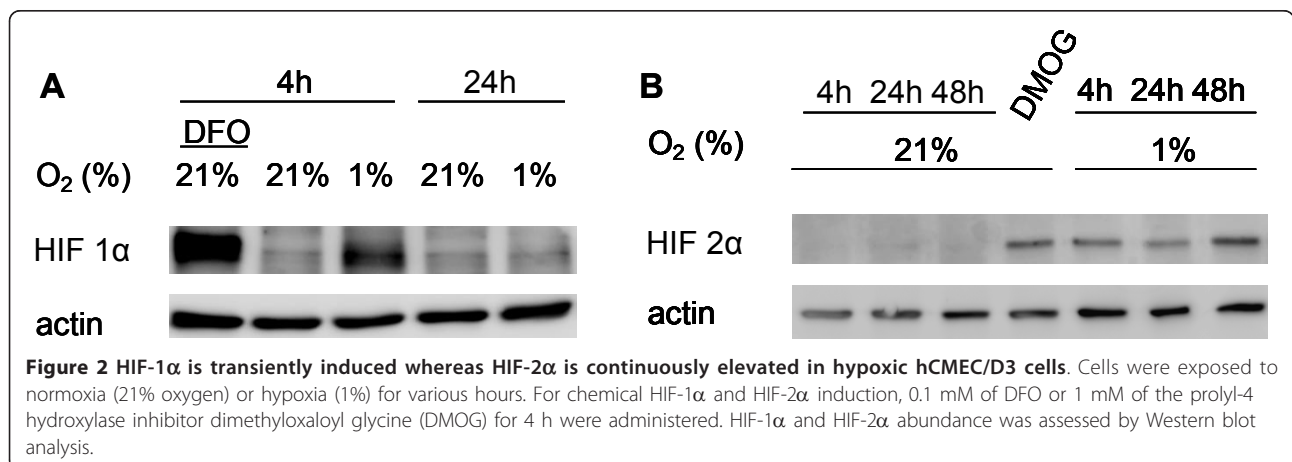 A
4h 24h
DFO
O₂ (%) 21% 21% 1% 21% 1%
HIF 1α
actin
B
4h 24h 48h DMOG 4h 24h 48h
O₂ (%) 21% 1%
HIF 2α
actin
Figure 2 HIF-1α is transiently induced whereas HIF-2α is continuously elevated in hypoxic hCMEC/D3 cells. Cells were exposed to
normoxia (21% oxygen) or hypoxia (1%) for various hours. For chemical HIF-1α and HIF-2α induction, 0.1 mM of DFO or 1 mM of the prolyl-4
hydroxylase inhibitor dimethyloxaloyl glycine (DMOG) for 4 h were administered. HIF-1α and HIF-2α abundance was assessed by Western blot
analysis.